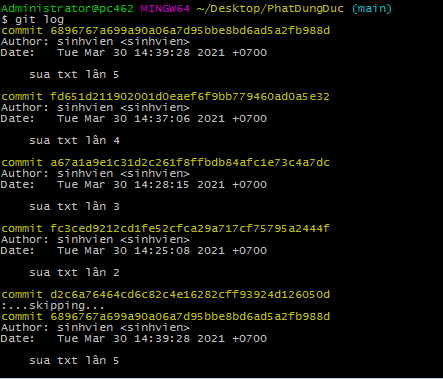 Administrator@pc462 MINGW64 ~/Desktop/PhatDungDuc (main)
$ git log
commit 6896767a699a90a06a7d95bbe8bd6ad5a2fb988d
Author: sinhvien <sinhvien>
Date:   Tue Mar 30 14:39:28 2021 +0700
sua txt lần 5
commit fd651d211902001d0eaef6f9bb779460ad0a5e32
Author: sinhvien <sinhvien>
Date:   Tue Mar 30 14:37:06 2021 +0700
sua txt lần 4
commit a67a1a9e1c31d2c261f8ffbdb84afc1e73c4a7dc
Author: sinhvien <sinhvien>
Date:   Tue Mar 30 14:28:15 2021 +0700
sua txt lần 3
commit fc3ced9212cd1fe52cfca29a717cf75795a2444f
Author: sinhvien <sinhvien>
Date:   Tue Mar 30 14:25:08 2021 +0700
sua txt lần 2
commit d2c6a76464cd6c82c4e16282cff93924d126050d
:...skipping...
commit 6896767a699a90a06a7d95bbe8bd6ad5a2fb988d
Author: sinhvien <sinhvien>
Date:   Tue Mar 30 14:39:28 2021 +0700
sua txt lần 5